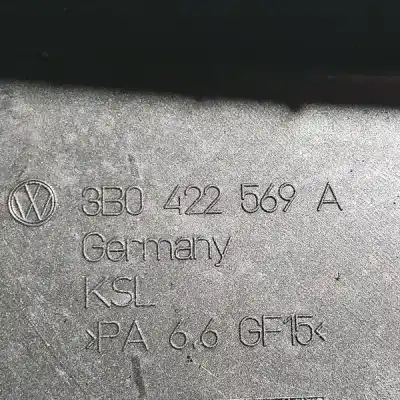 3B0 422 569 A
Germany
KSL
>PA 6,6 GF15<